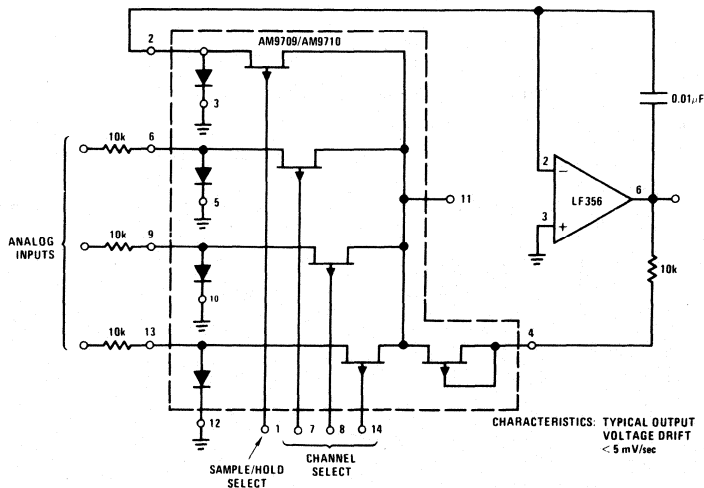 AM9709/AM9710
2
3
0.01μF
10k
6
5
2
−
LF356
6
3
+
11
ANALOG
INPUTS
10k
9
10
10k
10k
13
4
12
1
7
8
14
SAMPLE/HOLD
SELECT
CHANNEL
SELECT
CHARACTERISTICS: TYPICAL OUTPUT
VOLTAGE DRIFT
< 5 mV/sec